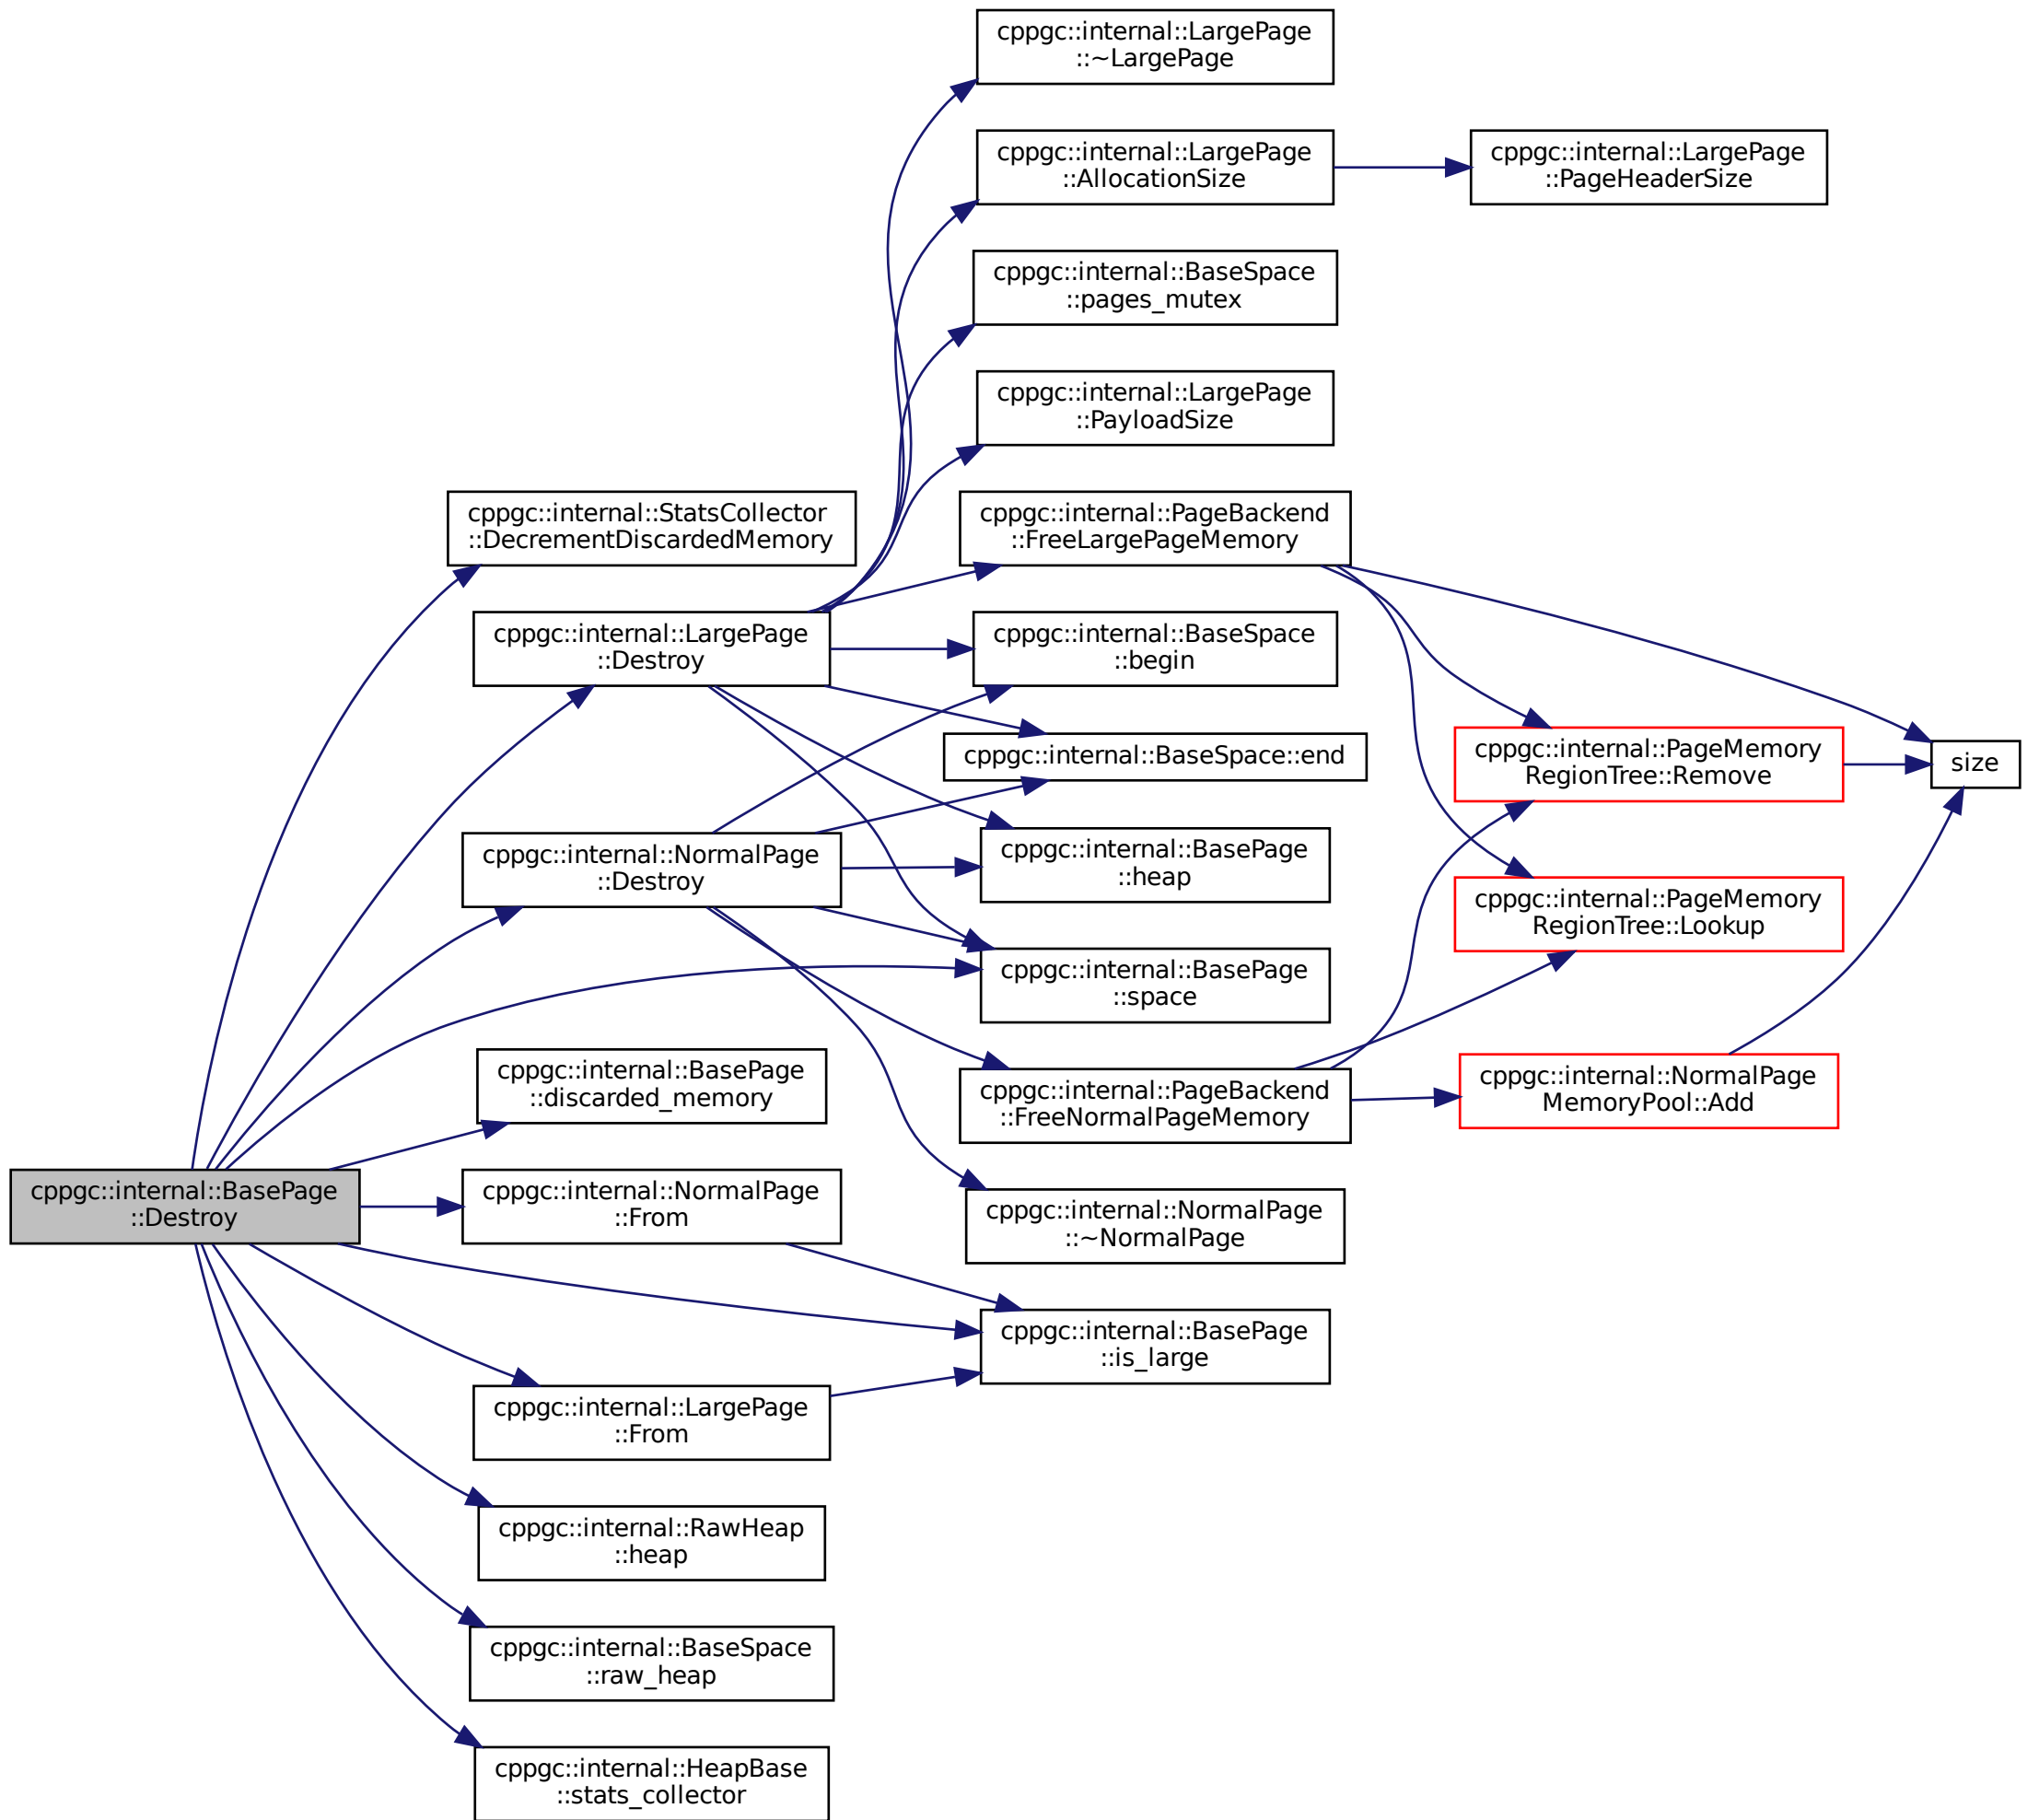 cppgc::internal::LargePage
::~LargePage
cppgc::internal::LargePage
::AllocationSize
cppgc::internal::LargePage
::PageHeaderSize
cppgc::internal::BaseSpace
::pages_mutex
cppgc::internal::LargePage
::PayloadSize
cppgc::internal::StatsCollector
::DecrementDiscardedMemory
cppgc::internal::PageBackend
::FreeLargePageMemory
cppgc::internal::LargePage
::Destroy
cppgc::internal::BaseSpace
::begin
cppgc::internal::BaseSpace::end
cppgc::internal::PageMemory
RegionTree::Remove
size
cppgc::internal::NormalPage
::Destroy
cppgc::internal::BasePage
::heap
cppgc::internal::PageMemory
RegionTree::Lookup
cppgc::internal::BasePage
::space
cppgc::internal::BasePage
::discarded_memory
cppgc::internal::PageBackend
::FreeNormalPageMemory
cppgc::internal::NormalPage
MemoryPool::Add
cppgc::internal::BasePage
::Destroy
cppgc::internal::NormalPage
::From
cppgc::internal::NormalPage
::~NormalPage
cppgc::internal::BasePage
::is_large
cppgc::internal::LargePage
::From
cppgc::internal::RawHeap
::heap
cppgc::internal::BaseSpace
::raw_heap
cppgc::internal::HeapBase
::stats_collector